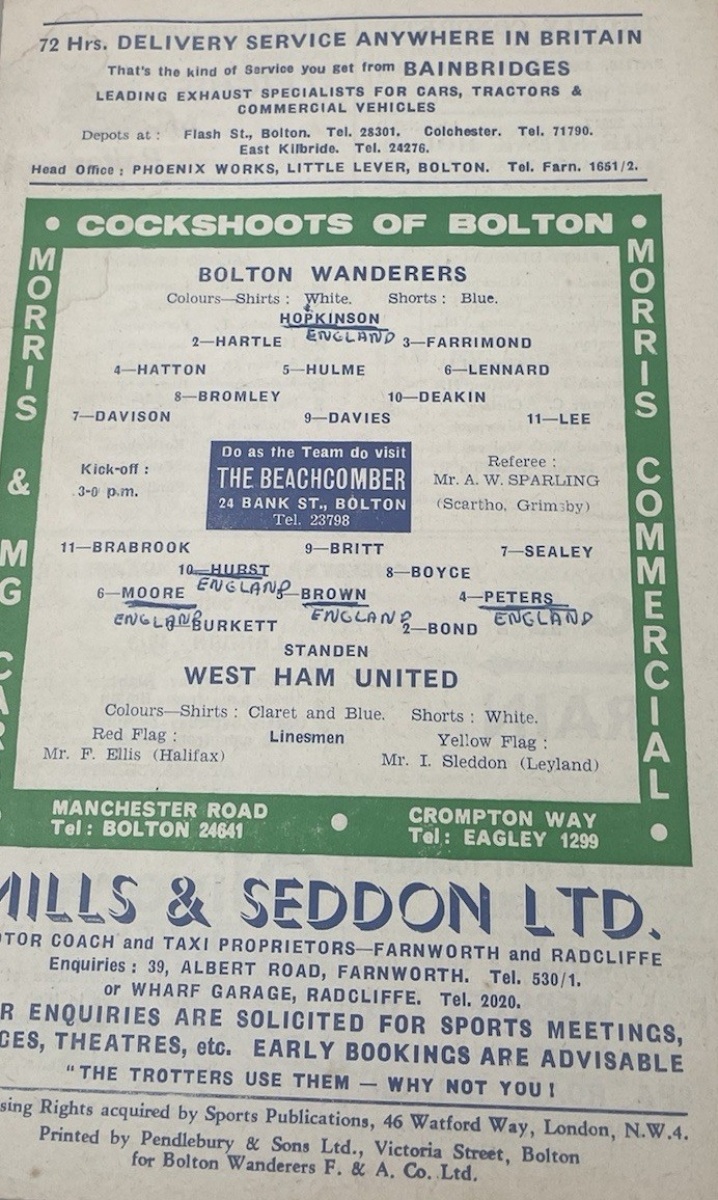 72 Hrs. DELIVERY SERVICE ANYWHERE IN BRITAIN
That's the kind of Service you get from BAINBRIDGES
LEADING EXHAUST SPECIALISTS FOR CARS, TRACTORS &
COMMERCIAL VEHICLES
Depots at : Flash St., Bolton. Tel. 28301. Colchester. Tel. 71790.
East Kilbride. Tel. 24276.
Head Office : PHOENIX WORKS, LITTLE LEVER, BOLTON. Tel. Farn. 1651/2.
• COCKSHOOTS OF BOLTON •
MORRIS & MG
MORRIS COMMERCIAL
BOLTON WANDERERS
Colours—Shirts : White. Shorts : Blue.
HOPKINSON
ENGLAND
2—HARTLE 3—FARRIMOND
4—HATTON 5—HULME 6—LENNARD
8—BROMLEY 10—DEAKIN
7—DAVISON 9—DAVIES 11—LEE
Kick-off :
3-0 p.m.
Do as the Team do visit
THE BEACHCOMBER
24 BANK ST., BOLTON
Tel. 23798
Referee :
Mr. A. W. SPARLING
(Scartho, Grimsby)
11—BRABROOK 9—BRITT 7—SEALEY
10—HURST 8—BOYCE
ENGLAND
6—MOORE —BROWN 4—PETERS
ENGLAND ENGLAND ENGLAND
—BURKETT 2—BOND
STANDEN
WEST HAM UNITED
Colours—Shirts : Claret and Blue. Shorts : White.
Red Flag : Linesmen Yellow Flag :
Mr. F. Ellis (Halifax) Mr. I. Sleddon (Leyland)
MANCHESTER ROAD • CROMPTON WAY •
Tel : BOLTON 24641 Tel : EAGLEY 1299
MILLS & SEDDON LTD.
TOR COACH and TAXI PROPRIETORS—FARNWORTH and RADCLIFFE
Enquiries : 39, ALBERT ROAD, FARNWORTH. Tel. 530/1.
or WHARF GARAGE, RADCLIFFE. Tel. 2020.
R ENQUIRIES ARE SOLICITED FOR SPORTS MEETINGS,
CES, THEATRES, etc. EARLY BOOKINGS ARE ADVISABLE
"THE TROTTERS USE THEM — WHY NOT YOU !
sing Rights acquired by Sports Publications, 46 Watford Way, London, N.W.4.
Printed by Pendlebury & Sons Ltd., Victoria Street, Bolton
for Bolton Wanderers F. & A. Co. Ltd.